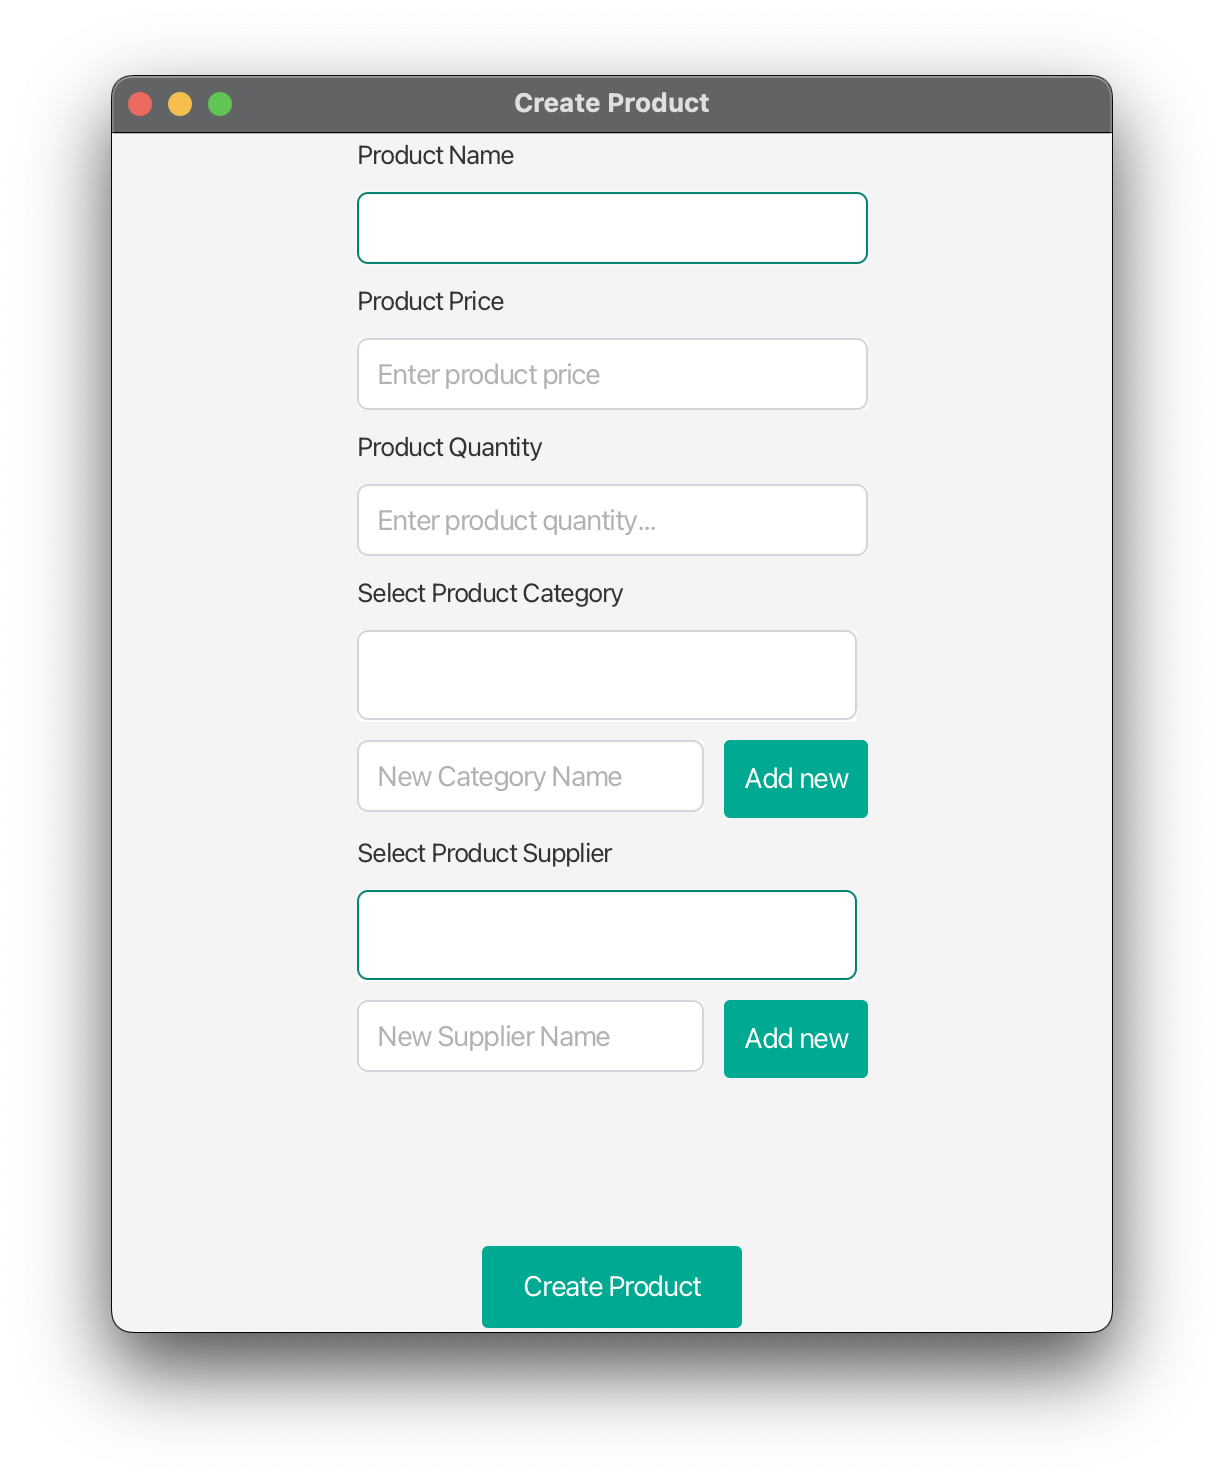 Create Product
Product Name
Product Price
Enter product price
Product Quantity
Enter product quantity...
Select Product Category
New Category Name
Add new
Select Product Supplier
New Supplier Name
Add new
Create Product